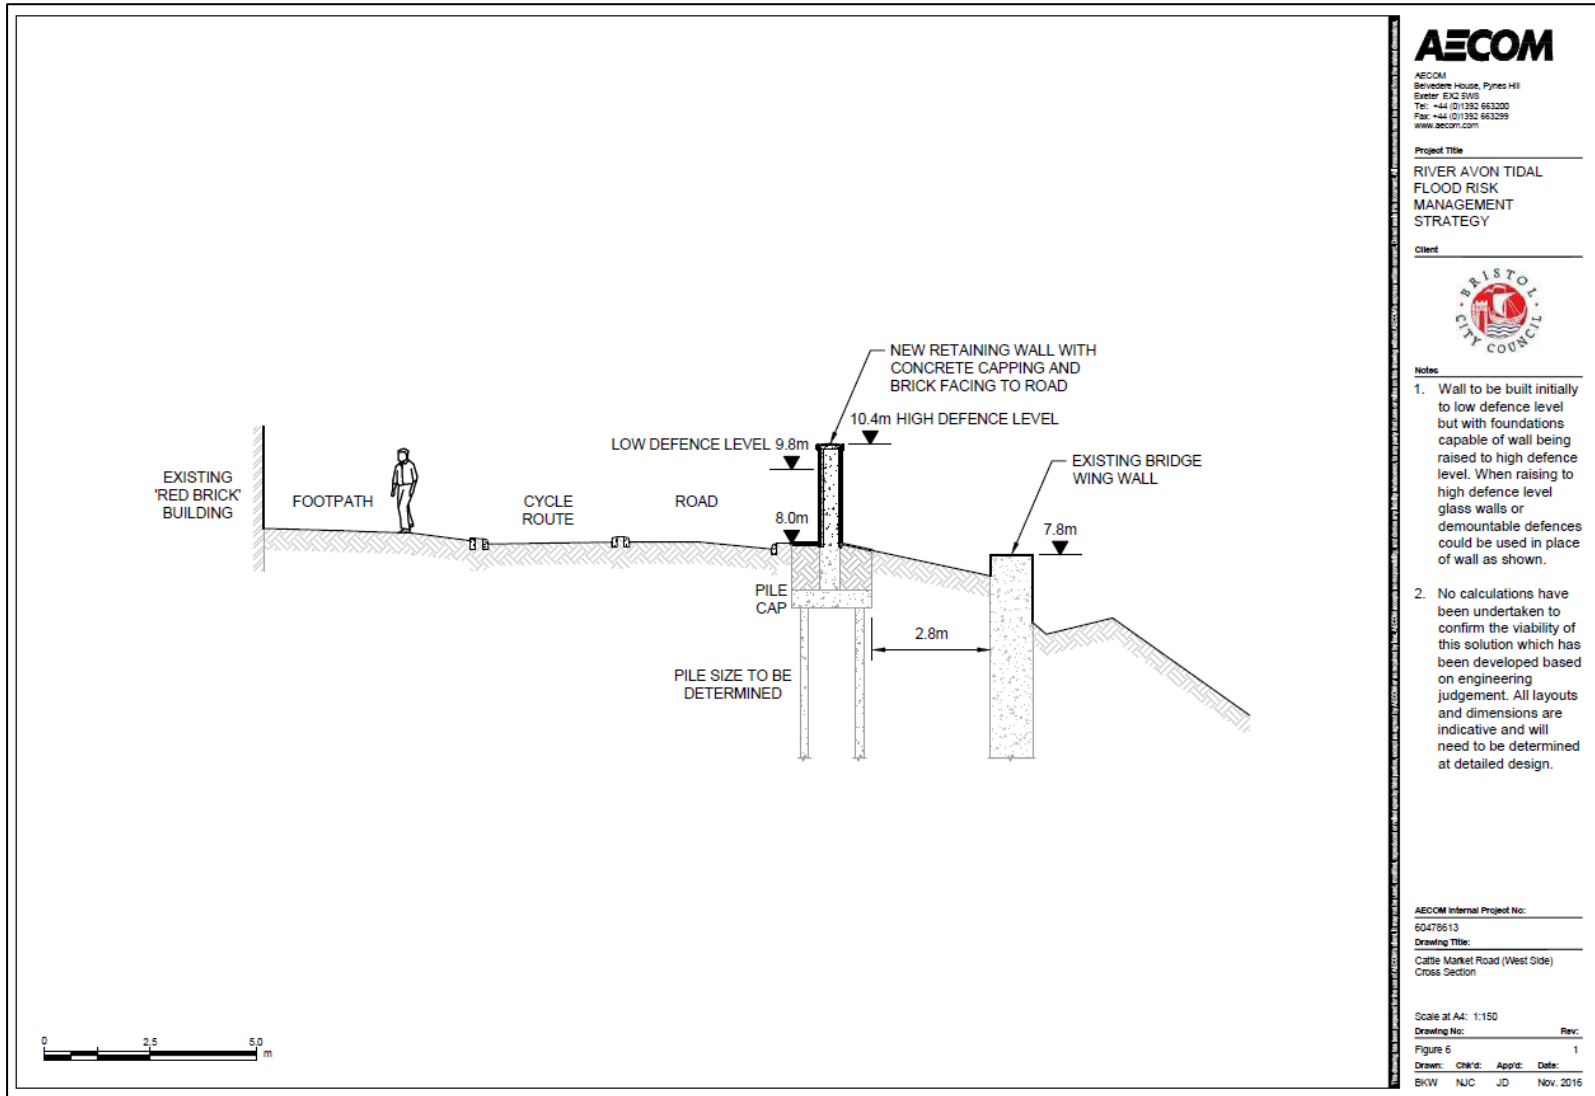 NEW RETAINING WALL WITH
CONCRETE CAPPING AND
BRICK FACING TO ROAD
10.4m HIGH DEFENCE LEVEL
LOW DEFENCE LEVEL 9.8m
EXISTING BRIDGE
WING WALL
EXISTING
'RED BRICK'
BUILDING
FOOTPATH
CYCLE
ROUTE
ROAD
8.0m
7.8m
PILE
CAP
2.8m
PILE SIZE TO BE
DETERMINED
0 2.5 5.0
m
AECOM
AECOM
Belvedere House, Pynes Hill
Exeter EX2 5WS
Tel: +44 (0)1392 663200
Fax: +44 (0)1392 663299
www.aecom.com
Project Title
RIVER AVON TIDAL
FLOOD RISK
MANAGEMENT
STRATEGY
Client
BRISTOL
CITY COUNCIL
Notes
1. Wall to be built initially
to low defence level
but with foundations
capable of wall being
raised to high defence
level. When raising to
high defence level
glass walls or
demountable defences
could be used in place
of wall as shown.
2. No calculations have
been undertaken to
confirm the viability of
this solution which has
been developed based
on engineering
judgement. All layouts
and dimensions are
indicative and will
need to be determined
at detailed design.
AECOM Internal Project No:
60478613
Drawing Title:
Cattle Market Road (West Side)
Cross Section
Scale at A4: 1:150
Drawing No: Rev:
Figure 6 1
Drawn: Chk'd: App'd: Date:
BKW NJC JD Nov. 2016